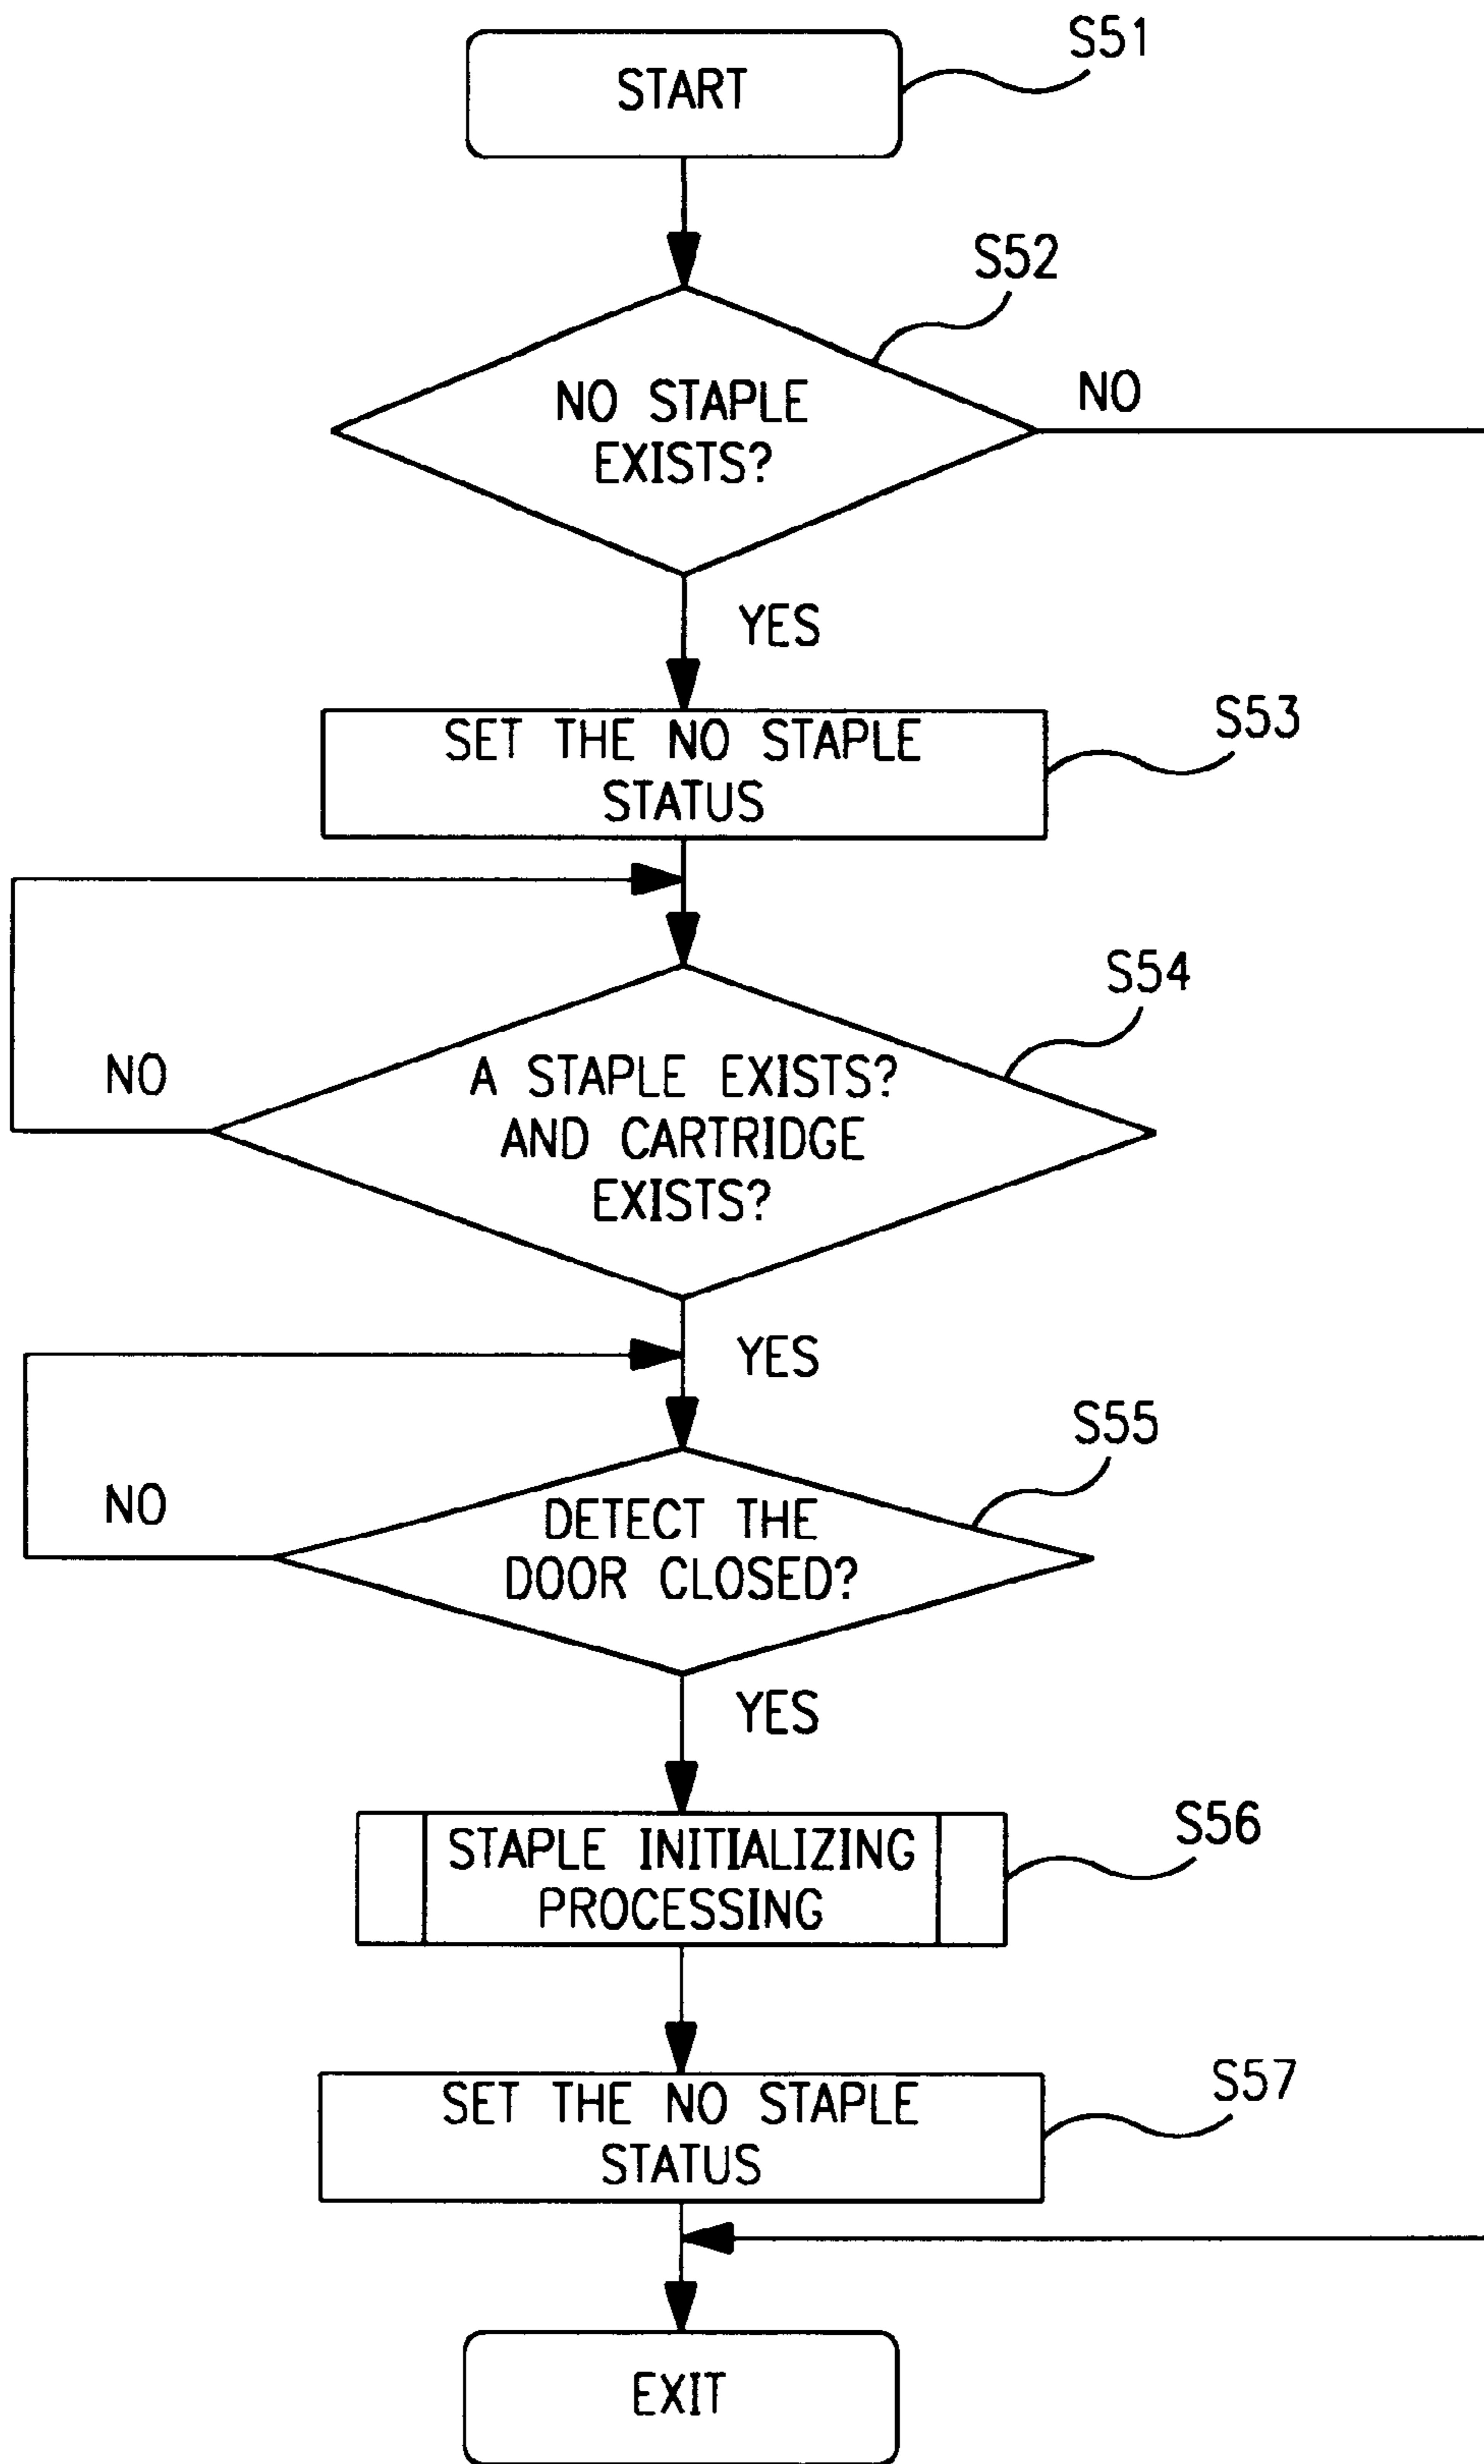 START
S51
S52
NO STAPLE
EXISTS?
NO
YES
SET THE NO STAPLE
STATUS
S53
S54
A STAPLE EXISTS?
AND CARTRIDGE
EXISTS?
NO
YES
S55
DETECT THE
DOOR CLOSED?
NO
YES
STAPLE INITIALIZING
PROCESSING
S56
SET THE NO STAPLE
STATUS
S57
EXIT